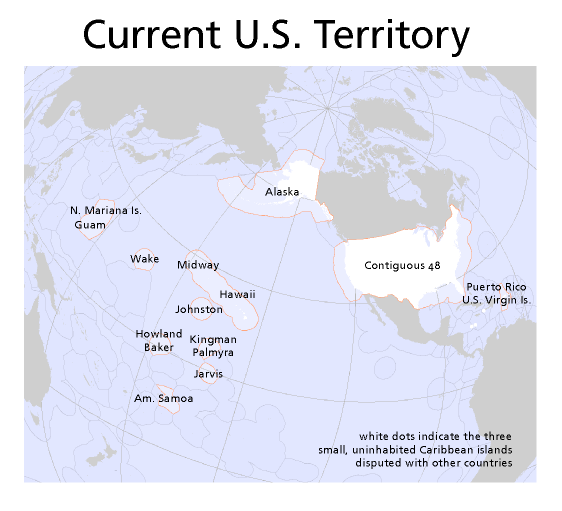 Current U.S. Territory
Alaska
N. Mariana Is.
Guam
Wake
Midway
Contiguous 48
Hawaii
Puerto Rico
U.S. Virgin Is.
Johnston
Howland
Baker
Kingman
Palmyra
Jarvis
Am. Samoa
white dots indicate the three
small, uninhabited Caribbean islands
disputed with other countries